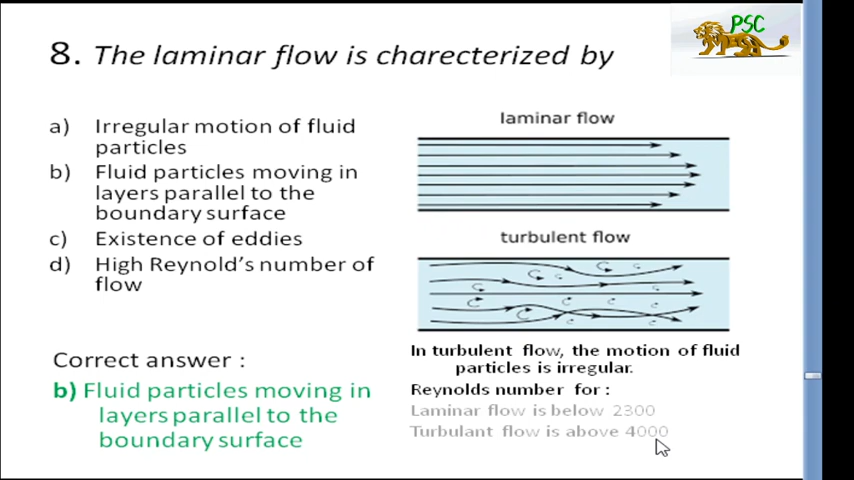 PSC
8. The laminar flow is charecterized by
a) Irregular motion of fluid
particles
b) Fluid particles moving in
layers parallel to the
boundary surface
c) Existence of eddies
d) High Reynold's number of
flow
Correct answer :
b) Fluid particles moving in
layers parallel to the
boundary surface
laminar flow
turbulent flow
In turbulent flow, the motion of fluid
particles is irregular.
Reynolds number for :
Laminar flow is below 2300
Turbulant flow is above 4000